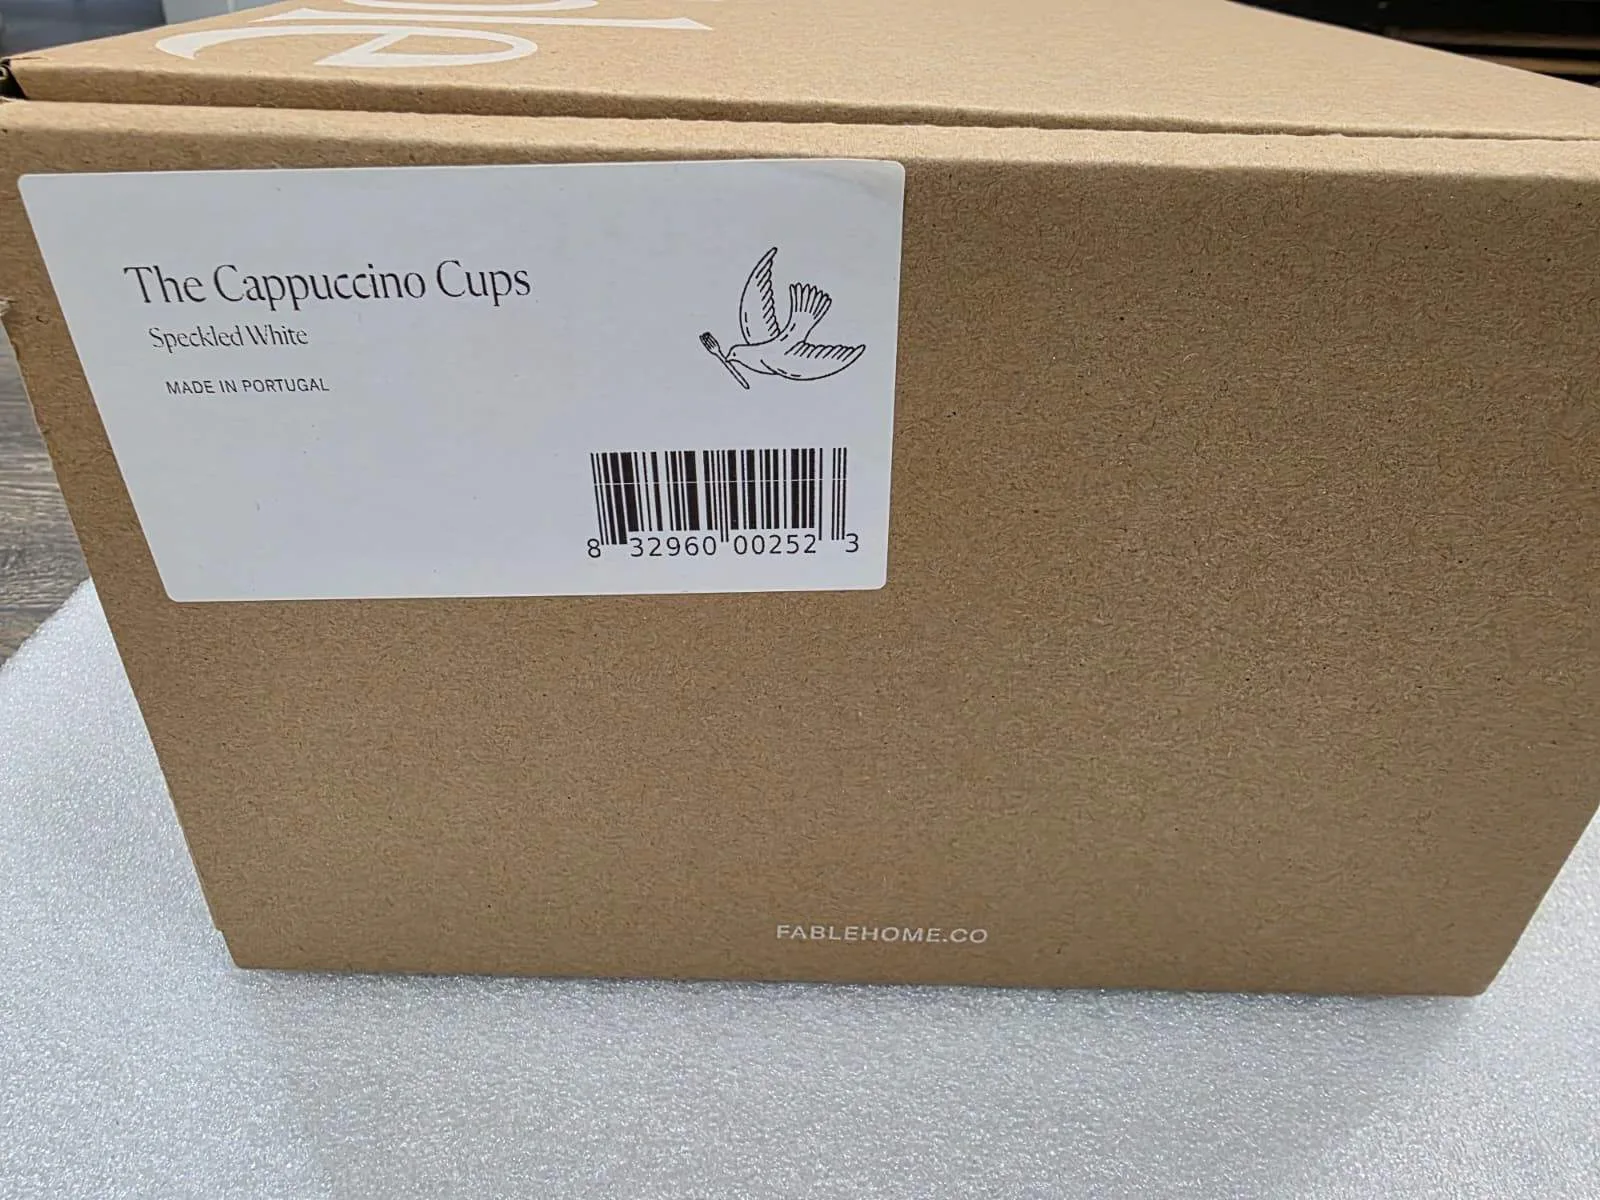 The Cappuccino Cups
Speckled White
MADE IN PORTUGAL
8 32960 00252 3
FABLEHOME.CO